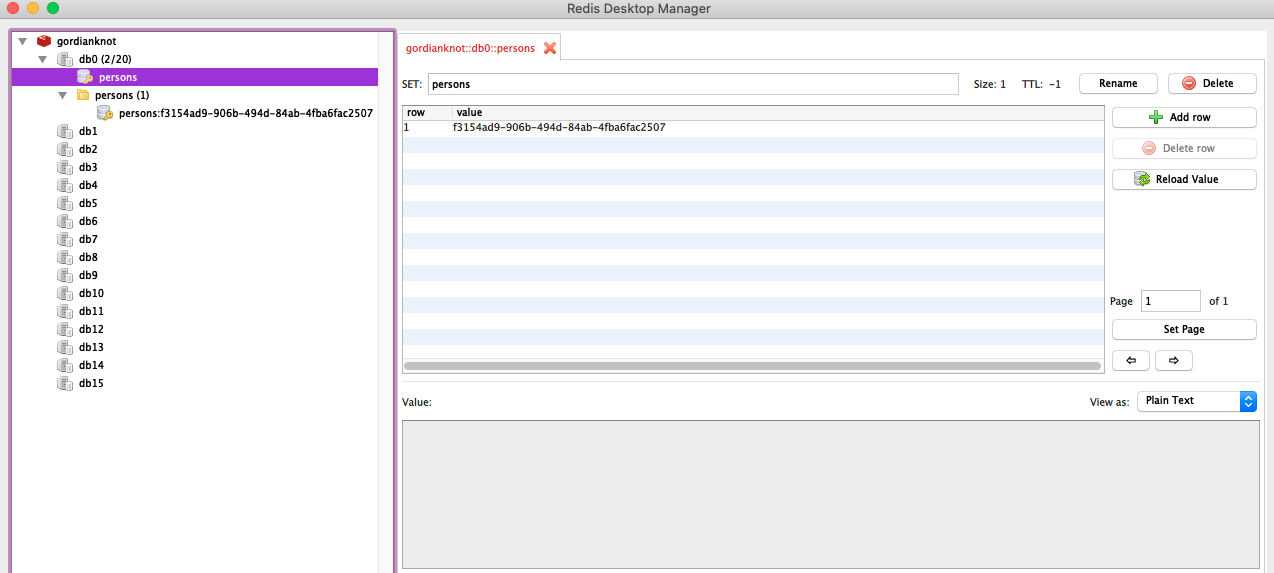 Redis Desktop Manager
gordianknot
db0 (2/20)
persons
persons (1)
persons:f3154ad9-906b-494d-84ab-4fba6fac2507
db1
db2
db3
db4
db5
db6
db7
db8
db9
db10
db11
db12
db13
db14
db15
gordianknot::db0::persons
SET: persons Size: 1 TTL: -1 Rename Delete
row value
1 f3154ad9-906b-494d-84ab-4fba6fac2507
Add row
Delete row
Reload Value
Page 1 of 1
Set Page
Value: View as: Plain Text